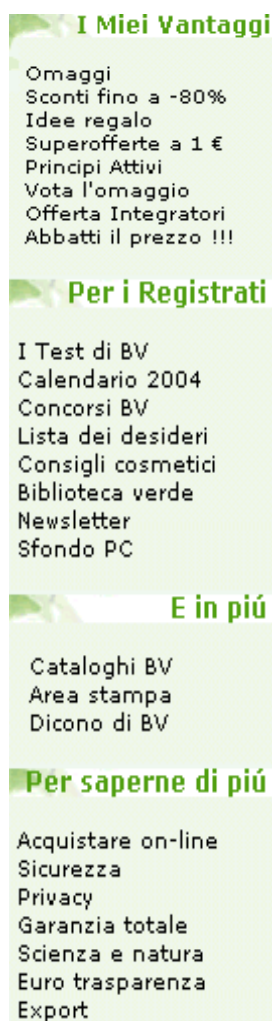 I Miei Vantaggi
Omaggi
Sconti fino a -80%
Idee regalo
Superofferte a 1 €
Principi Attivi
Vota l'omaggio
Offerta Integratori
Abbatti il prezzo !!!
Per i Registrati
I Test di BV
Calendario 2004
Concorsi BV
Lista dei desideri
Consigli cosmetici
Biblioteca verde
Newsletter
Sfondo PC
E in piú
Cataloghi BV
Area stampa
Dicono di BV
Per saperne di piú
Acquistare on-line
Sicurezza
Privacy
Garanzia totale
Scienza e natura
Euro trasparenza
Export